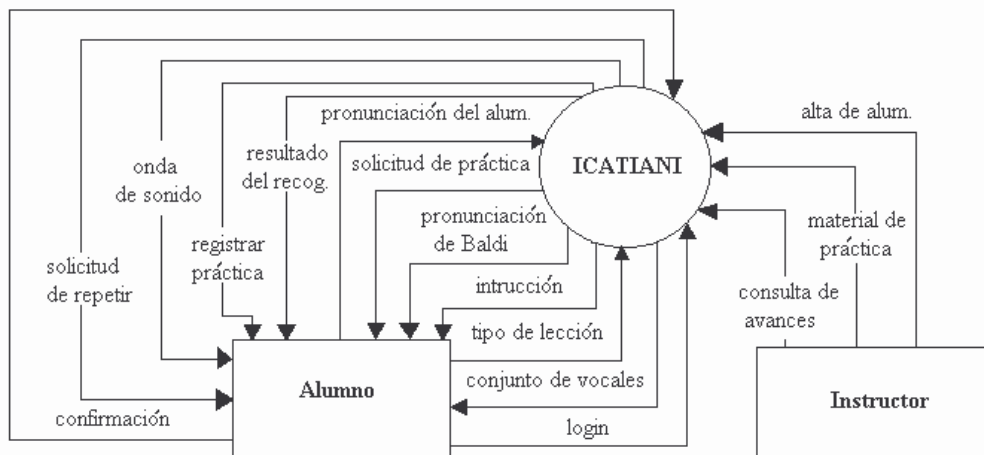 pronunciación del alum.
alta de alum.
onda
de sonido
resultado
del recog.
solicitud de práctica
ICATIANI
pronunciación
de Baldi
material de
práctica
registrar
práctica
solicitud
de repetir
intrucción
consulta de
avances
tipo de lección
conjunto de vocales
Alumno
Instructor
confirmación
login